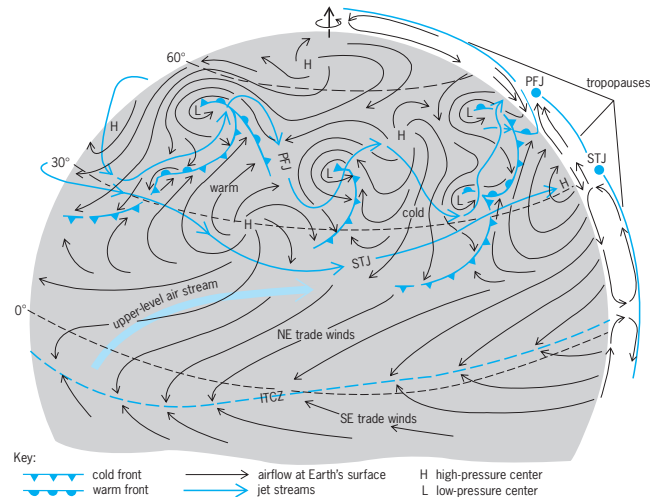 60°
H
PFJ
tropopauses
H
L
L
H
PFJ
STJ
30°
warm
L
L
H
cold
H
STJ
upper-level air stream
0°
NE trade winds
ITCZ
SE trade winds
Key:
cold front
airflow at Earth's surface
H high-pressure center
warm front
jet streams
L low-pressure center